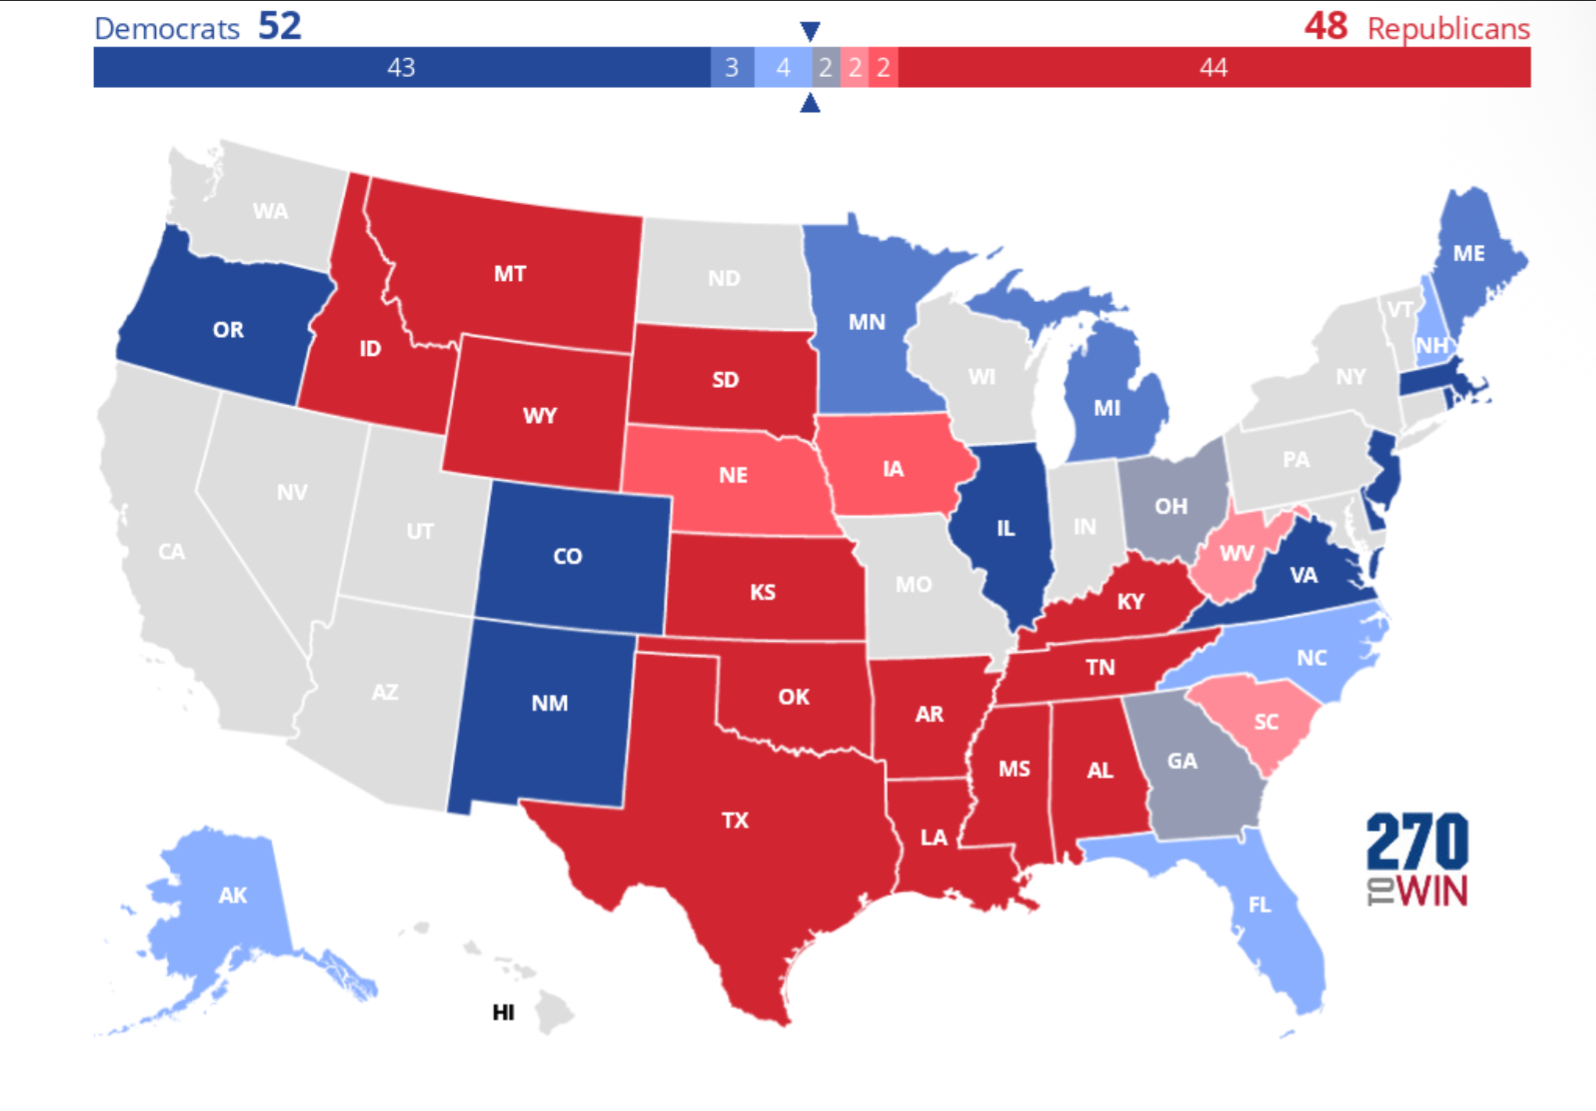 Democrats 52
48 Republicans
43 3 4 2 2 2 44
WA
MT
ND
MN
ME
VT
NH
OR
ID
SD
WI
MI
NY
WY
NE
IA
PA
NV
UT
CO
IL
IN
OH
CA
KS
MO
WV
VA
KY
AZ
NM
OK
TN
NC
AR
SC
MS
AL
GA
TX
LA
AK
FL
HI
270
TO WIN